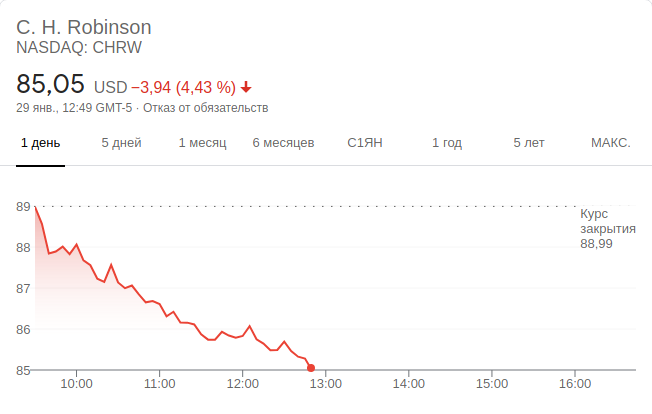 C. H. Robinson
NASDAQ: CHRW
85,05 USD −3,94 (4,43 %)
29 янв., 12:49 GMT-5 · Отказ от обязательств
1 день 5 дней 1 месяц 6 месяцев С1ЯН 1 год 5 лет МАКС.
89
Курс
закрытия
88,99
88
87
86
85
10:00 11:00 12:00 13:00 14:00 15:00 16:00